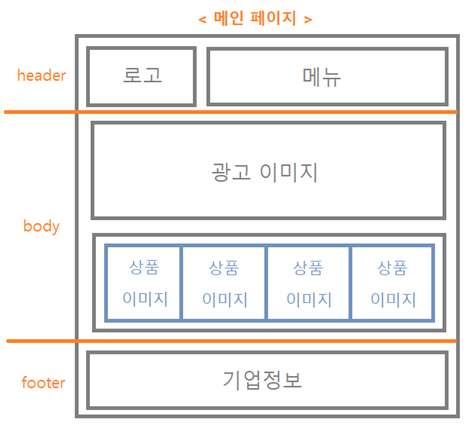 < 메인 페이지 >
header
로고
메뉴
광고 이미지
body
상품 상품 상품 상품
이미지 이미지 이미지 이미지
기업정보
footer